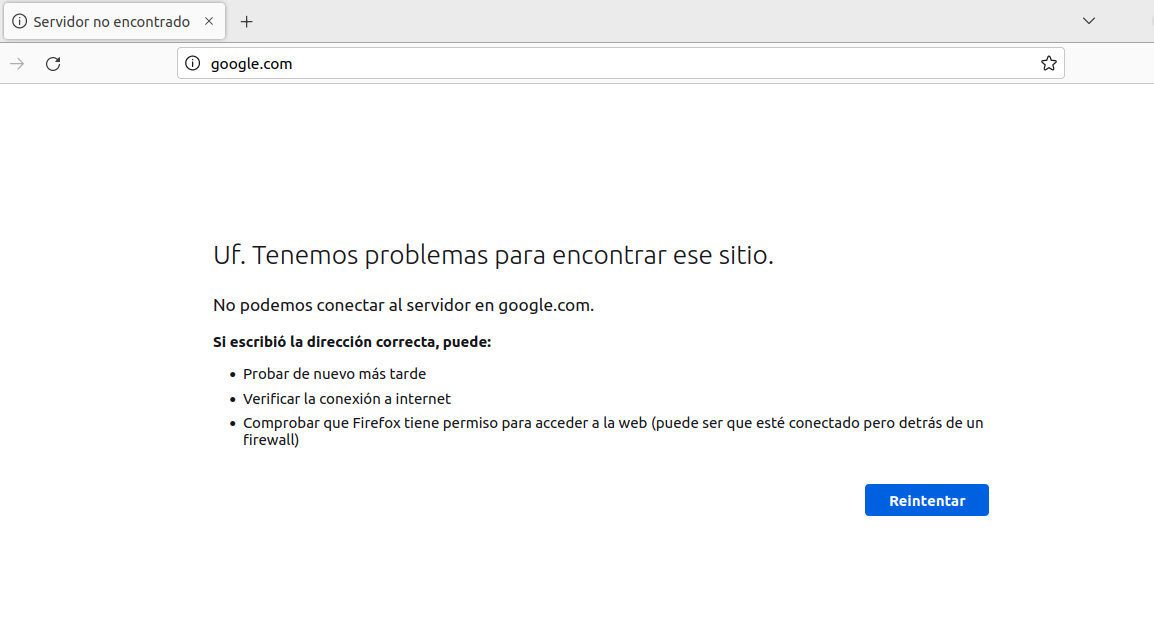 Servidor no encontrado
google.com
Uf. Tenemos problemas para encontrar ese sitio.
No podemos conectar al servidor en google.com.
Si escribió la dirección correcta, puede:
• Probar de nuevo más tarde
• Verificar la conexión a internet
• Comprobar que Firefox tiene permiso para acceder a la web (puede ser que esté conectado pero detrás de un
firewall)
Reintentar